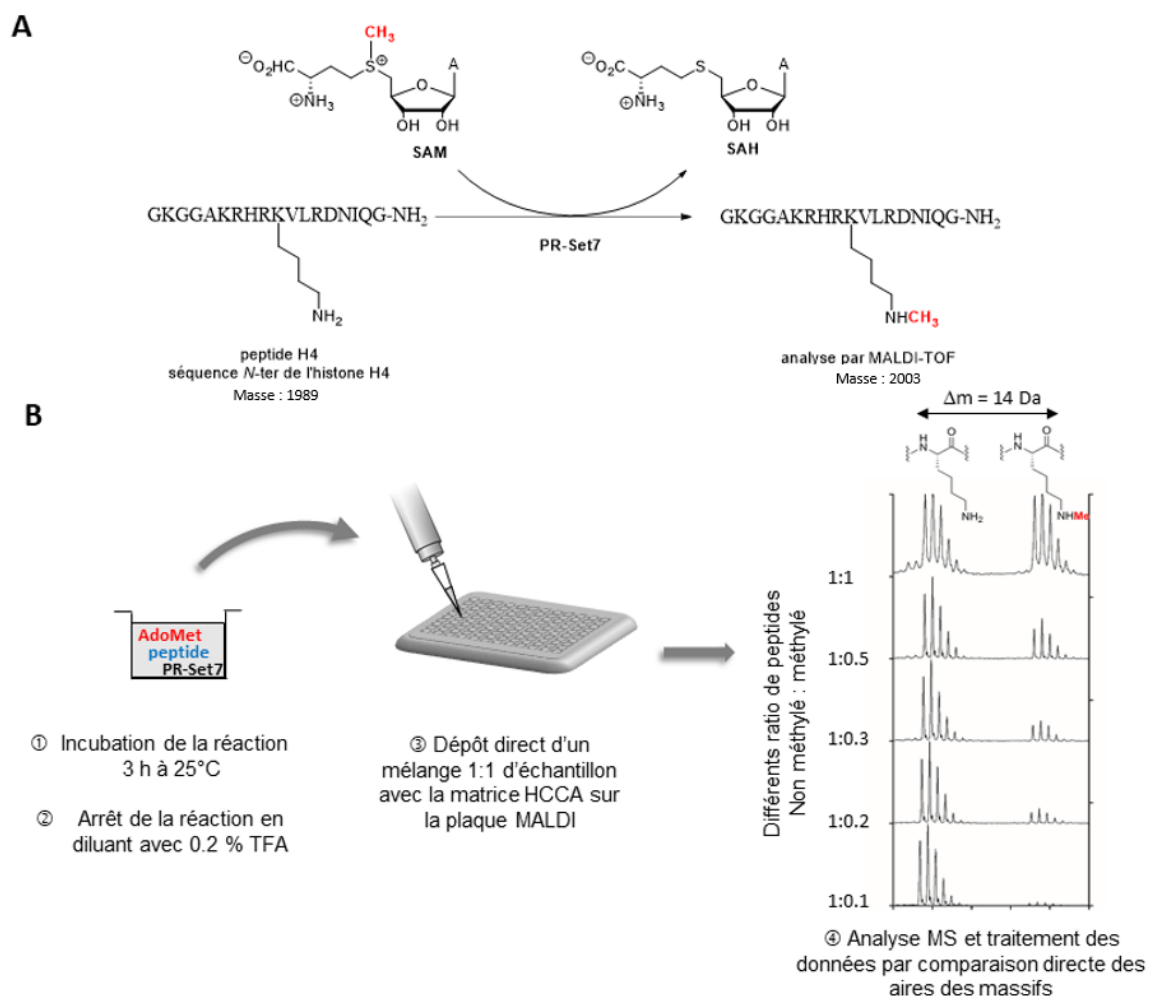 A
CH3
⊖O2HC
S⊕
A
O
⊕NH3
OH OH
SAM
⊖O2C
S
A
O
⊕NH3
OH OH
SAH
GKGGAKRHRKVLRDNIQG-NH2
PR-Set7
GKGGAKRHRKVLRDNIQG-NH2
NH2
NHCH3
peptide H4
séquence N-ter de l'histone H4
Masse : 1989
analyse par MALDI-TOF
Masse : 2003
B
Δm = 14 Da
H
N
O
H
N
O
NH2
NHMe
AdoMet
peptide
PR-Set7
① Incubation de la réaction
3 h à 25°C
② Arrêt de la réaction en
diluant avec 0.2 % TFA
③ Dépôt direct d'un
mélange 1:1 d'échantillon
avec la matrice HCCA sur
la plaque MALDI
Différents ratio de peptides
Non méthylé : méthylé
1:1
1:0.5
1:0.3
1:0.2
1:0.1
④ Analyse MS et traitement des
données par comparaison directe des
aires des massifs